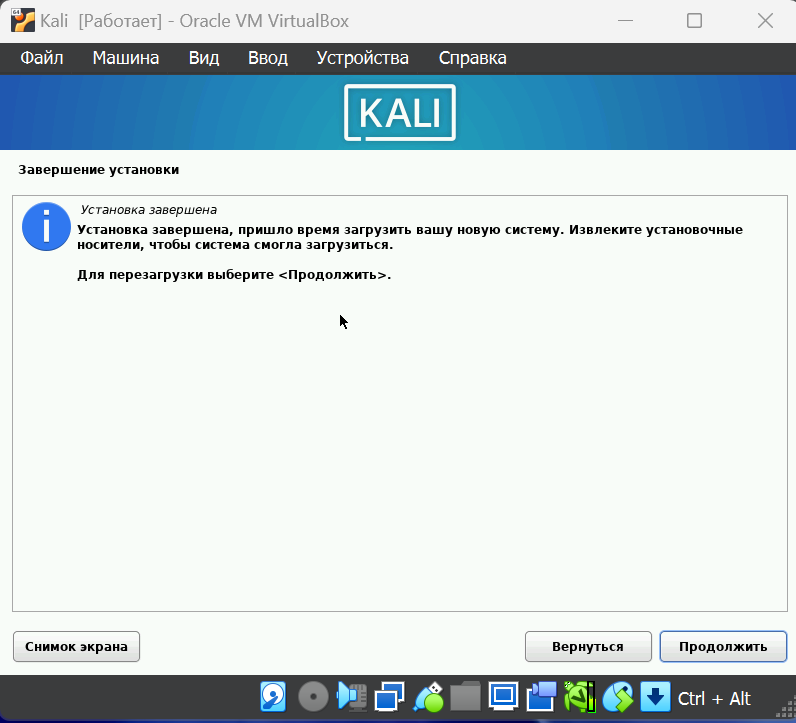 Kali [Работает] - Oracle VM VirtualBox
Файл Машина Вид Ввод Устройства Справка
KALI
Завершение установки
Установка завершена
Установка завершена, пришло время загрузить вашу новую систему. Извлеките установочные
носители, чтобы система смогла загрузиться.
Для перезагрузки выберите <Продолжить>.
Снимок экрана Вернуться Продолжить
Ctrl + Alt